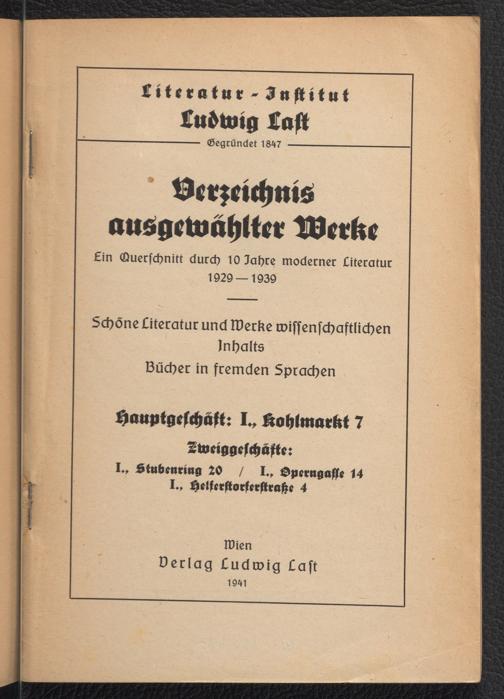 Literatur-Institut
Ludwig Last
Gegründet 1847
Verzeichnis
ausgewählter Werke
Ein Querschnitt durch 10 Jahre moderner Literatur
1929 — 1939
Schöne Literatur und Werke wissenschaftlichen
Inhalts
Bücher in fremden Sprachen
Hauptgeschäft: I., Kohlmarkt 7
Zweiggeschäfte:
I., Stubenring 20 / I., Operngasse 14
I., Helferstorferstraße 4
Wien
Verlag Ludwig Last
1941